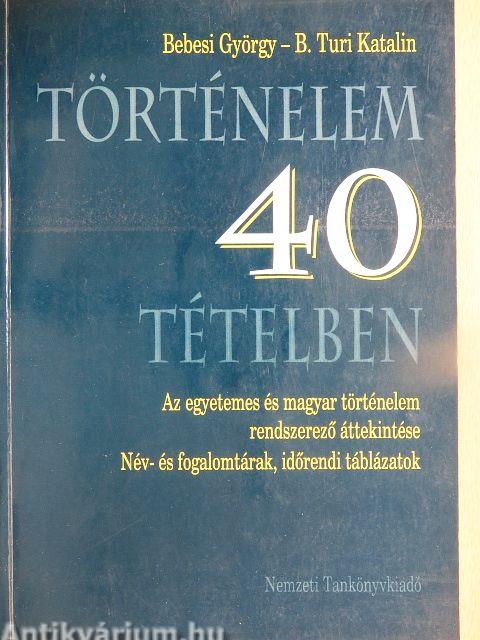 Bebesi György – B. Turi Katalin
TÖRTÉNELEM
40
TÉTELBEN
Az egyetemes és magyar történelem
rendszerező áttekintése
Név- és fogalomtárak, időrendi táblázatok
Nemzeti Tankönyvkiadó
Antikvárium.hu